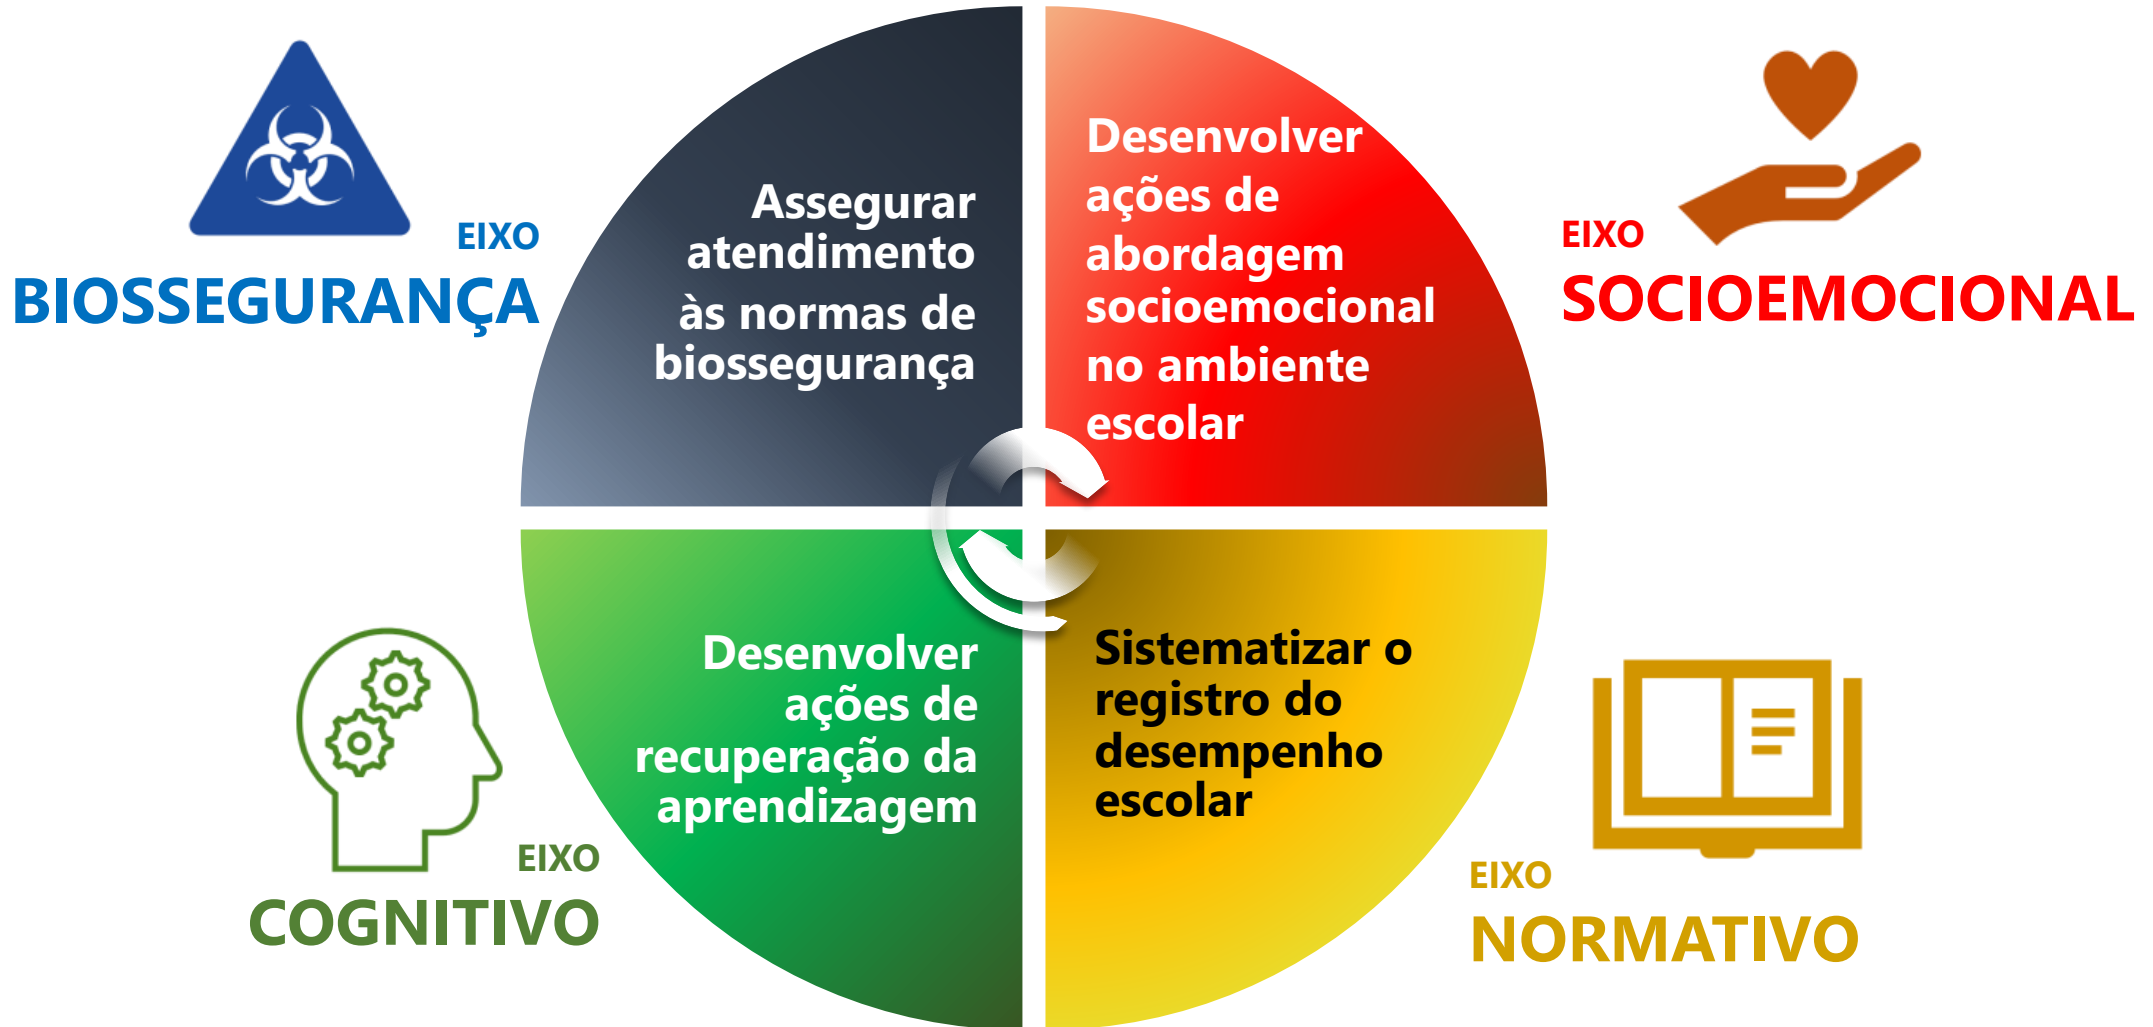 EIXO
BIOSSEGURANÇA
Assegurar
atendimento
às normas de
biossegurança
Desenvolver
ações de
abordagem
socioemocional
no ambiente
escolar
EIXO
SOCIOEMOCIONAL
EIXO
COGNITIVO
Desenvolver
ações de
recuperação da
aprendizagem
Sistematizar o
registro do
desempenho
escolar
EIXO
NORMATIVO